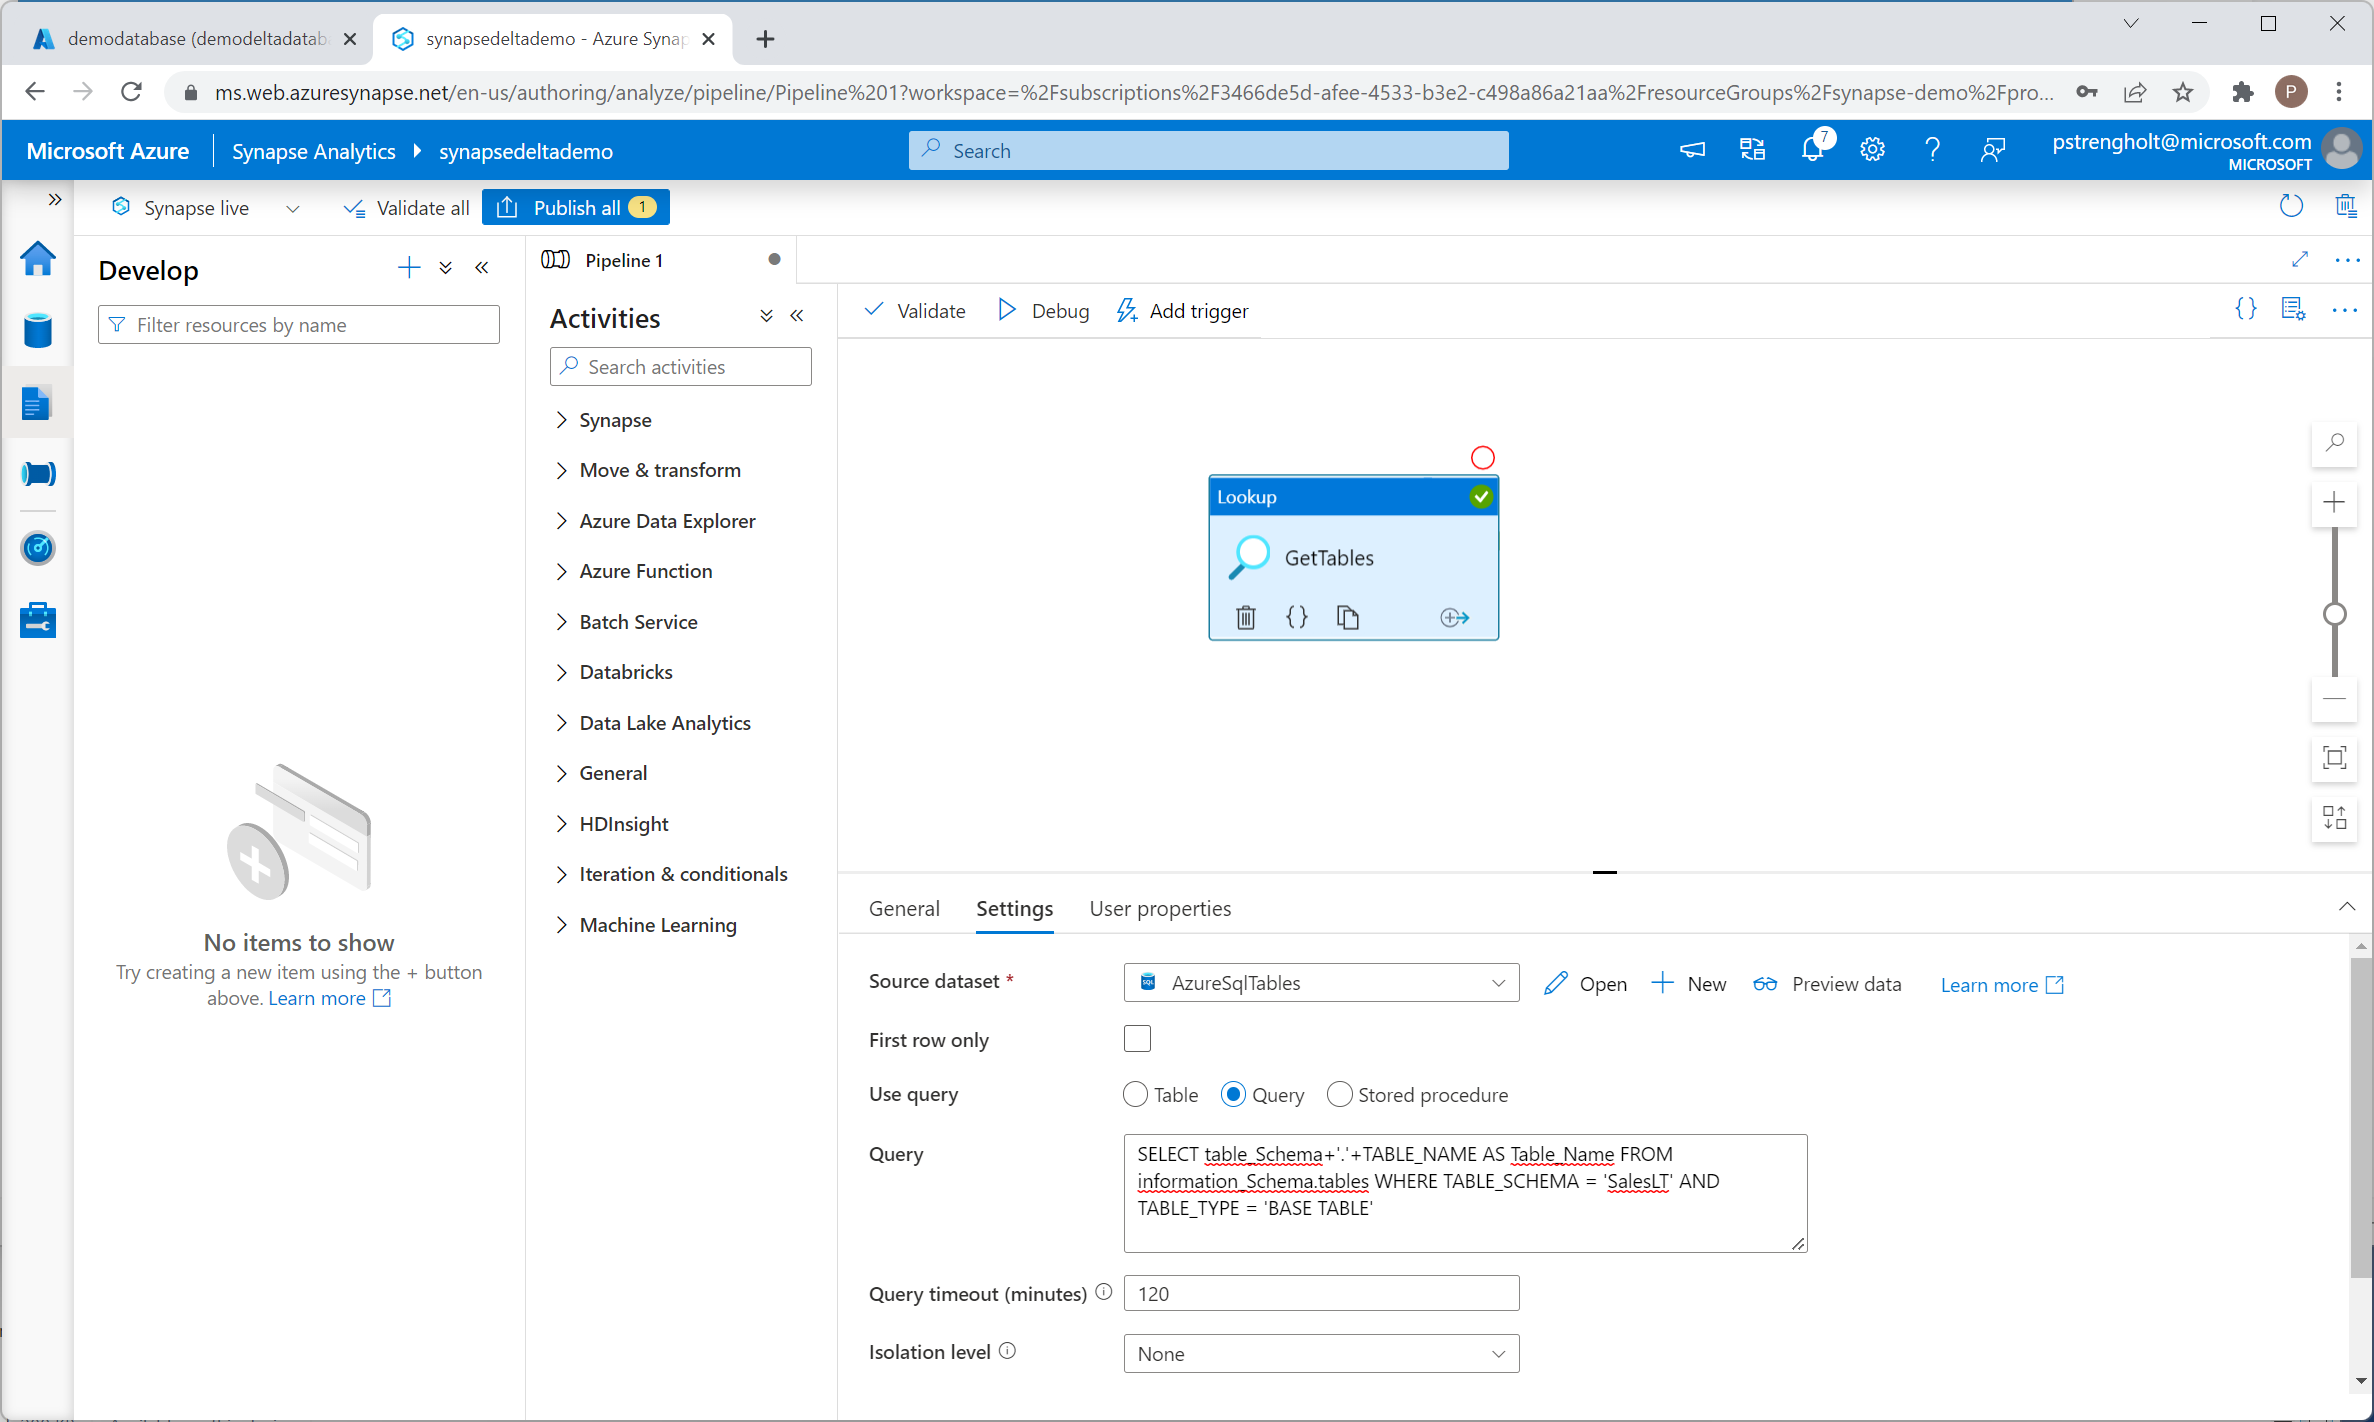 demodatabase (demodeltadatab
synapsedeltademo - Azure Synap
ms.web.azuresynapse.net/en-us/authoring/analyze/pipeline/Pipeline%201?workspace=%2Fsubscriptions%2F3466de5d-afee-4533-b3e2-c498a86a21aa%2FresourceGroups%2Fsynapse-demo%2Fpro...
P
Microsoft Azure
Synapse Analytics
synapsedeltademo
Search
7
pstrengholt@microsoft.com
MICROSOFT
Synapse live
Validate all
Publish all
1
Develop
Filter resources by name
No items to show
Try creating a new item using the + button
above. Learn more
Pipeline 1
Activities
Search activities
Synapse
Move & transform
Azure Data Explorer
Azure Function
Batch Service
Databricks
Data Lake Analytics
General
HDInsight
Iteration & conditionals
Machine Learning
Validate
Debug
Add trigger
Lookup
GetTables
General
Settings
User properties
Source dataset *
AzureSqlTables
Open
New
Preview data
Learn more
First row only
Use query
Table
Query
Stored procedure
Query
SELECT table_Schema+'.'+TABLE_NAME AS Table_Name FROM
information_Schema.tables WHERE TABLE_SCHEMA = 'SalesLT' AND
TABLE_TYPE = 'BASE TABLE'
Query timeout (minutes)
120
Isolation level
None